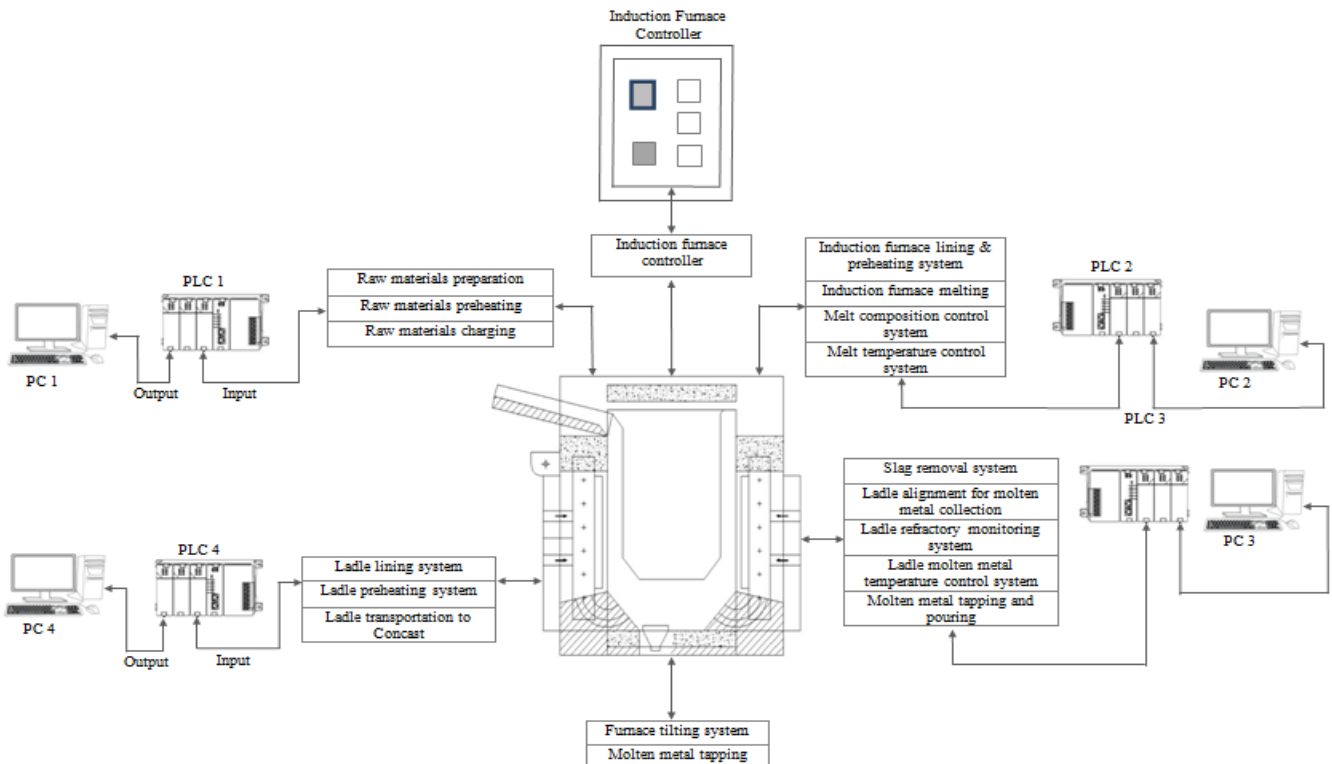 Induction Furnace
Controller
Induction furnace
controller
PLC 1
PC 1
Output
Input
Raw materials preparation
Raw materials preheating
Raw materials charging
Induction furnace lining &
preheating system
Induction furnace melting
Melt composition control
system
Melt temperature control
system
PLC 2
PC 2
PLC 3
Slag removal system
Ladle alignment for molten
metal collection
Ladle refractory monitoring
system
Ladle molten metal
temperature control system
Molten metal tapping and
pouring
PC 3
PLC 4
PC 4
Output
Input
Ladle lining system
Ladle preheating system
Ladle transportation to
Concast
Furnace tilting system
Molten metal tapping